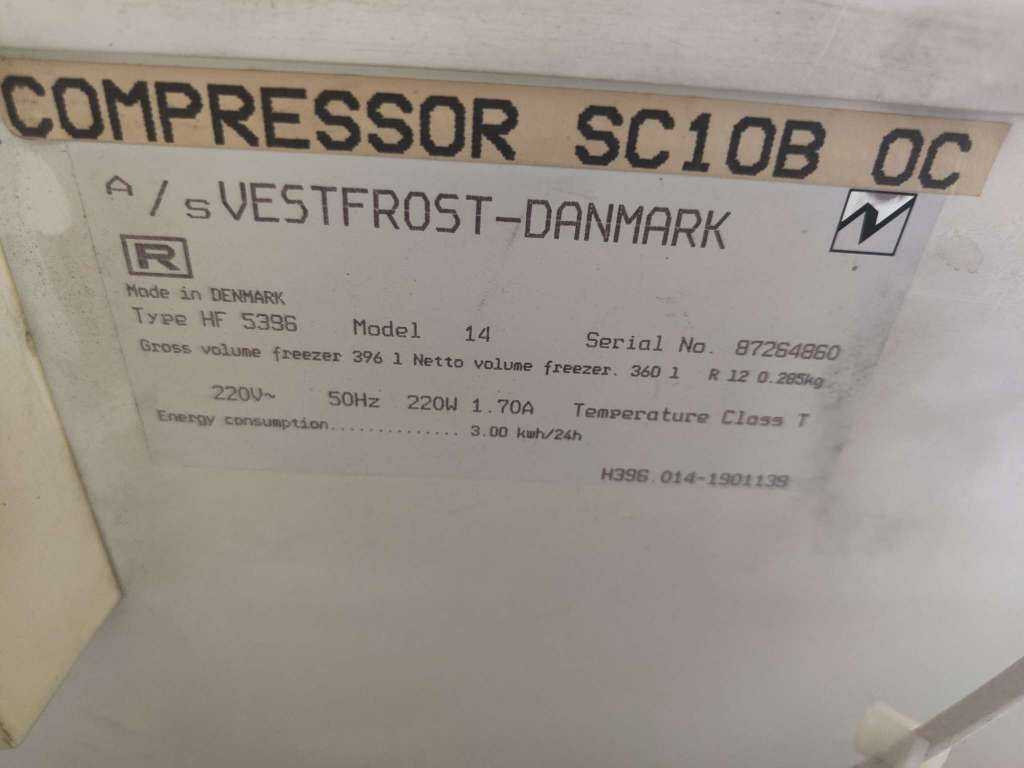 COMPRESSOR SC10B OC
A/s VESTFROST-DANMARK
R
Made in DENMARK
Type HF 5396 Model 14 Serial No. 87264860
Gross volume freezer 396 l Netto volume freezer. 360 l R 12 0.285kg
220V~ 50Hz 220W 1.70A Temperature Class T
Energy consumption.............. 3.00 kwh/24h
H396.014-1901139